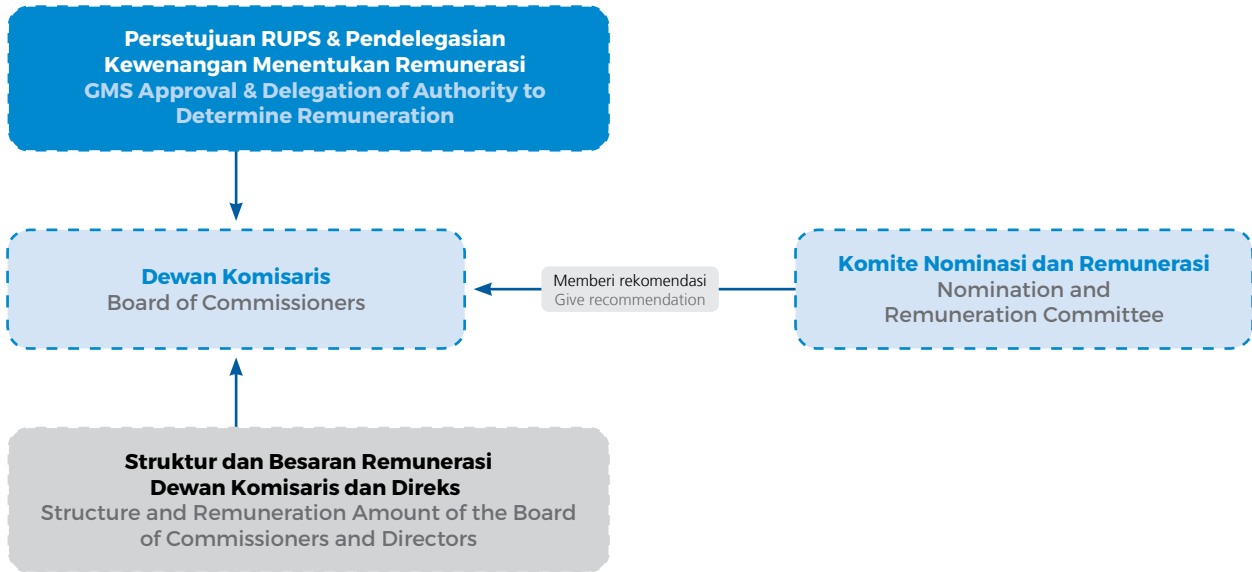 Persetujuan RUPS & Pendelegasian
Kewenangan Menentukan Remunerasi
GMS Approval & Delegation of Authority to
Determine Remuneration
Dewan Komisaris
Board of Commissioners
Memberi rekomendasi
Give recommendation
Komite Nominasi dan Remunerasi
Nomination and
Remuneration Committee
Struktur dan Besaran Remunerasi
Dewan Komisaris dan Direks
Structure and Remuneration Amount of the Board
of Commissioners and Directors